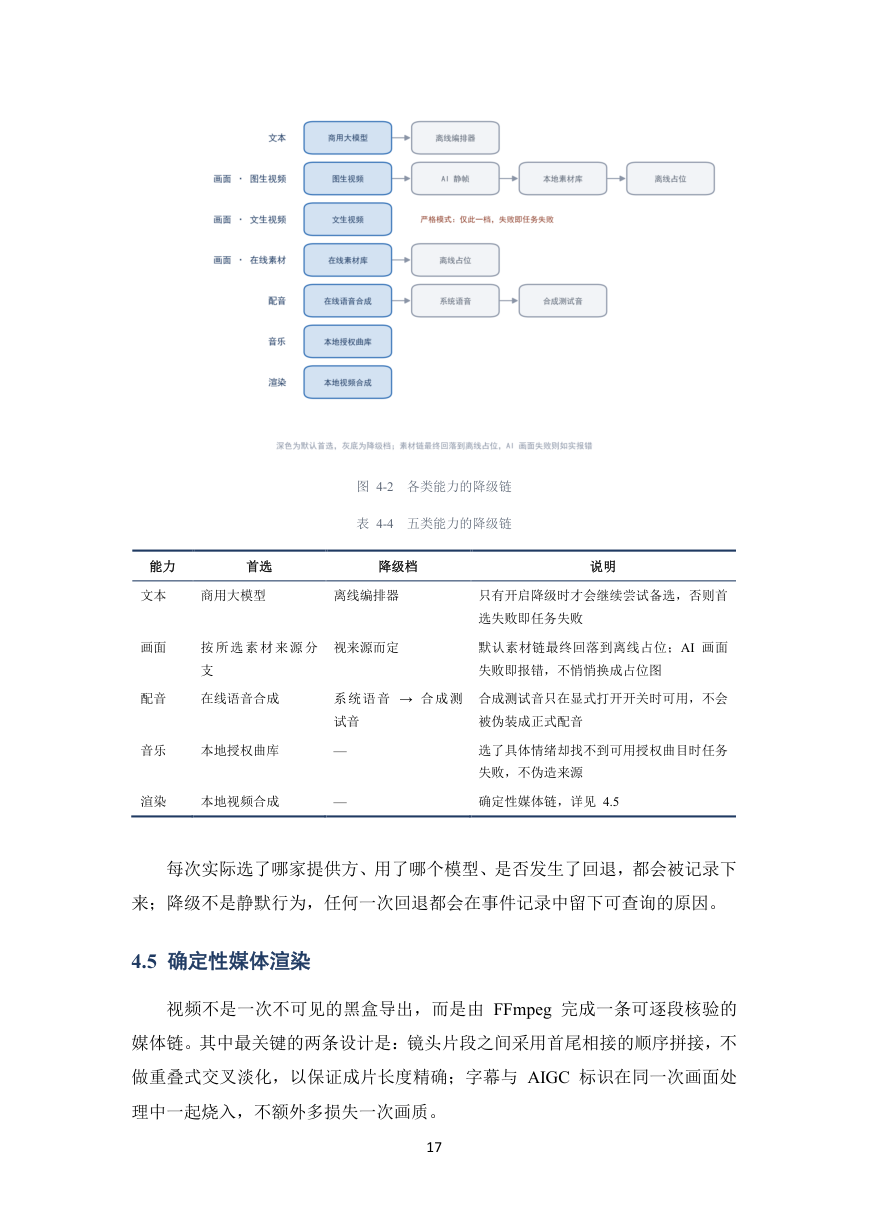 文本 商用大模型 离线编排器
画面 · 图生视频 图生视频 AI 静帧 本地素材库 离线占位
画面 · 文生视频 文生视频 严格模式：仅此一档，失败即任务失败
画面 · 在线素材 在线素材库 离线占位
配音 在线语音合成 系统语音 合成测试音
音乐 本地授权曲库
渲染 本地视频合成
深色为默认首选，灰底为降级档；素材链最终回落到离线占位，AI 画面失败则如实报错
图 4-2 各类能力的降级链
表 4-4 五类能力的降级链
能力 首选 降级档 说明
文本 商用大模型 离线编排器 只有开启降级时才会继续尝试备选，否则首
选失败即任务失败
画面 按所选素材来源分 视来源而定 默认素材链最终回落到离线占位；AI 画面
支 失败即报错，不悄悄换成占位图
配音 在线语音合成 系统语音 → 合成测 合成测试音只在显式打开开关时可用，不会
试音 被伪装成正式配音
音乐 本地授权曲库 — 选了具体情绪却找不到可用授权曲目时任务
失败，不伪造来源
渲染 本地视频合成 — 确定性媒体链，详见 4.5
每次实际选了哪家提供方、用了哪个模型、是否发生了回退，都会被记录下
来；降级不是静默行为，任何一次回退都会在事件记录中留下可查询的原因。
4.5 确定性媒体渲染
视频不是一次不可见的黑盒导出，而是由 FFmpeg 完成一条可逐段核验的
媒体链。其中最关键的两条设计是：镜头片段之间采用首尾相接的顺序拼接，不
做重叠式交叉淡化，以保证成片长度精确；字幕与 AIGC 标识在同一次画面处
理中一起烧入，不额外多损失一次画质。
17